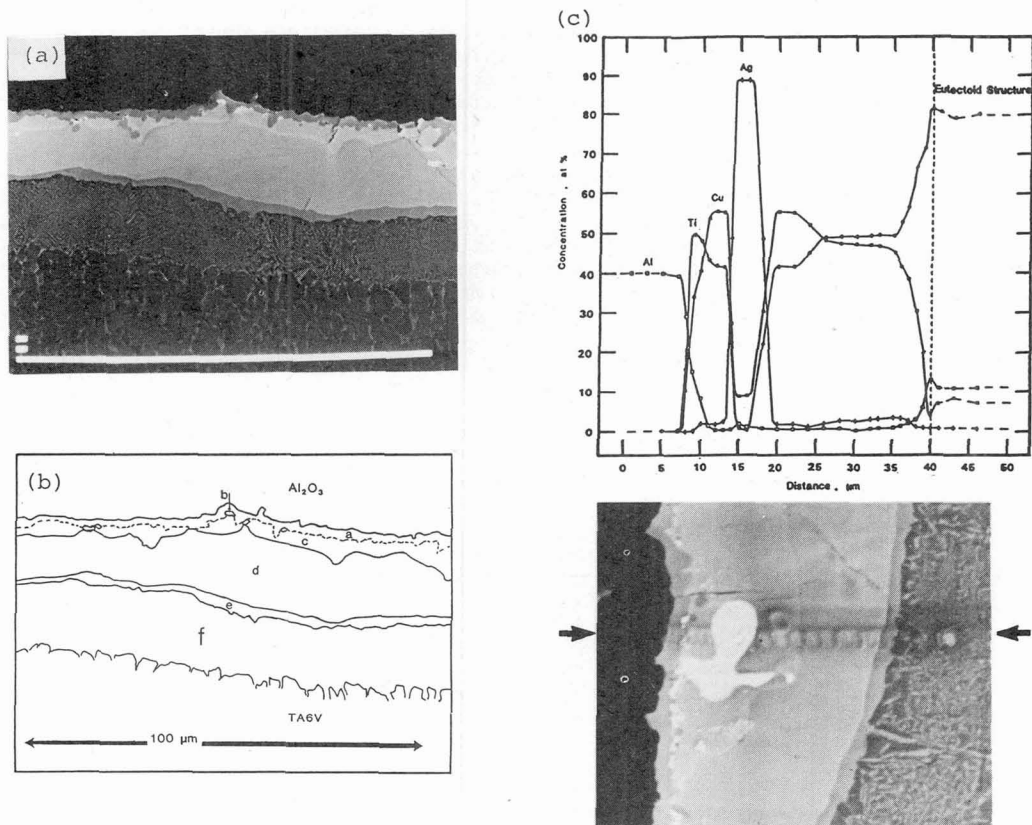 (a)
(b)
Al₂O₃
b
a
c
d
e
f
TA6V
100 µm
(c)
100
90
80
70
60
50
40
30
20
10
0
Concentration, at %
Al
Ti
Cu
Ag
Eutectoid Structure
0 5 10 15 20 25 30 35 40 45 50
Distance, µm